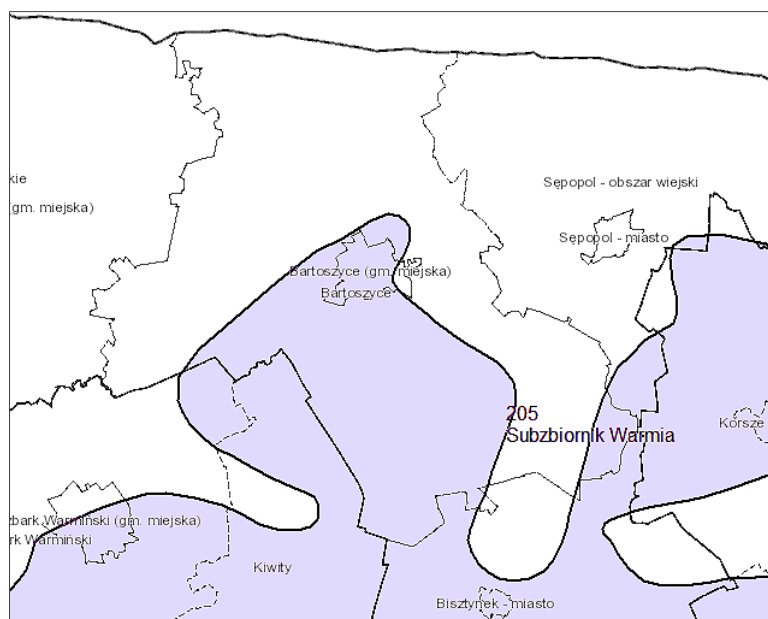 kie
Sępopol - obszar wiejski
(gm. miejska)
Sępopol - miasto
Bartoszyce (gm. miejska)
Bartoszyce
205
Subzbiornik Warmia
Korsze
zbark Warmiński (gm. miejska)
rk Warmiński
Kiwity
Bisztynek - miasto